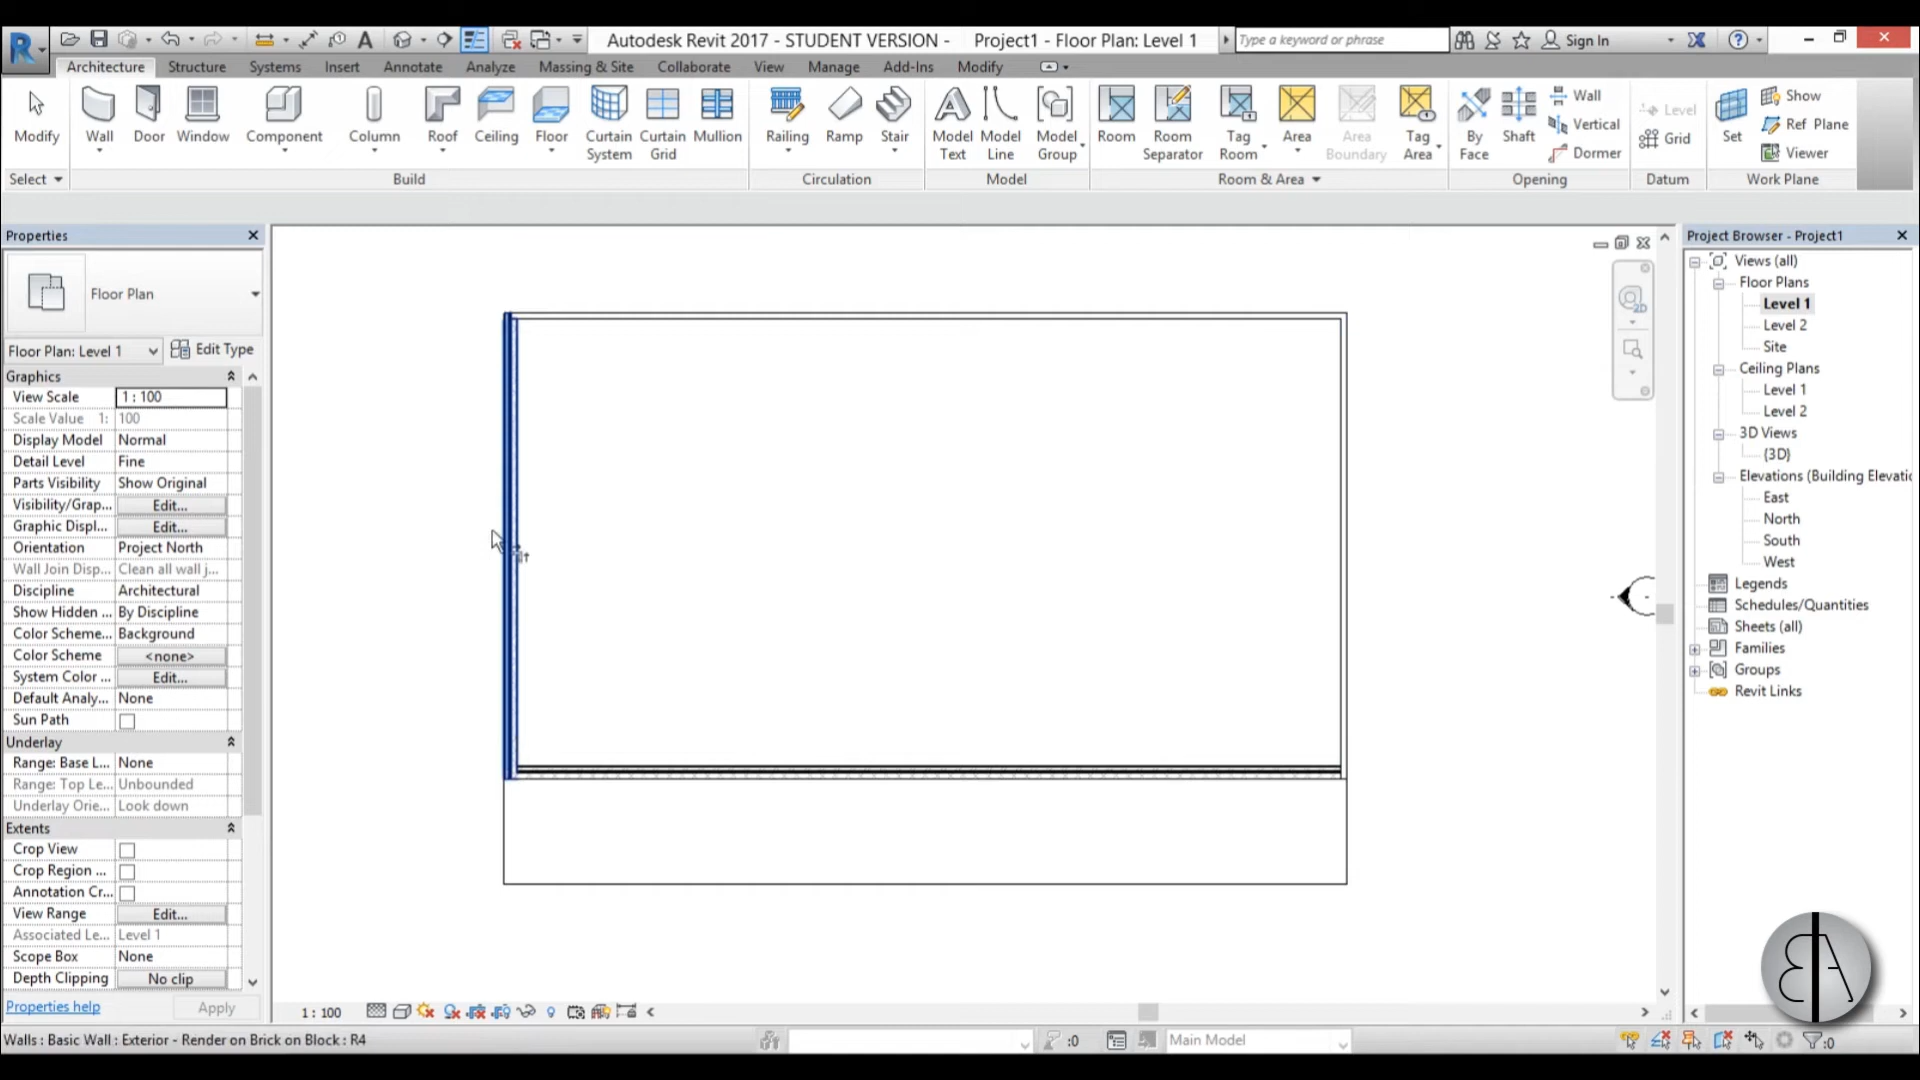 Autodesk Revit 2017 - STUDENT VERSION - Project1 - Floor Plan: Level 1
Type a keyword or phrase
Sign In
Architecture Structure Systems Insert Annotate Analyze Massing & Site Collaborate View Manage Add-Ins Modify
Modify Wall Door Window Component Column Roof Ceiling Floor Curtain System Curtain Grid Mullion Railing Ramp Stair Model Text Model Line Model Group Room Room Separator Tag Room Area Area Boundary Tag Area By Face Shaft Wall Vertical Dormer Level Grid Set Show Ref Plane Viewer
Select Build Circulation Model Room & Area Opening Datum Work Plane
Properties
Floor Plan
Floor Plan: Level 1 Edit Type
Graphics
View Scale 1 : 100
Scale Value 1: 100
Display Model Normal
Detail Level Fine
Parts Visibility Show Original
Visibility/Grap... Edit...
Graphic Displ... Edit...
Orientation Project North
Wall Join Disp... Clean all wall j...
Discipline Architectural
Show Hidden ... By Discipline
Color Scheme... Background
Color Scheme <none>
System Color ... Edit...
Default Analy... None
Sun Path
Underlay
Range: Base L... None
Range: Top Le... Unbounded
Underlay Orie... Look down
Extents
Crop View
Crop Region ...
Annotation Cr...
View Range Edit...
Associated Le... Level 1
Scope Box None
Depth Clipping No clip
Properties help Apply
2D
Project Browser - Project1
Views (all)
Floor Plans
Level 1
Level 2
Site
Ceiling Plans
Level 1
Level 2
3D Views
{3D}
Elevations (Building Elevatic
East
North
South
West
Legends
Schedules/Quantities
Sheets (all)
Families
Groups
Revit Links
1 : 100
Walls : Basic Wall : Exterior - Render on Brick on Block : R4
:0
Main Model
:0